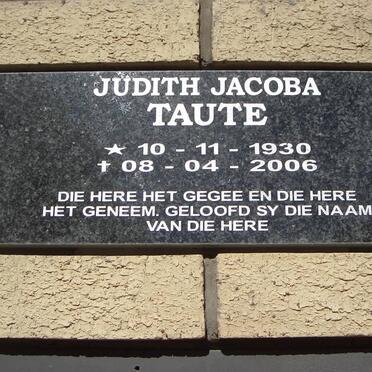 JUDITH JACOBA
TAUTE
★ 10 - 11 - 1930
✝ 08 - 04 - 2006
DIE HERE HET GEGEE EN DIE HERE
HET GENEEM. GELOOFD SY DIE NAAM
VAN DIE HERE